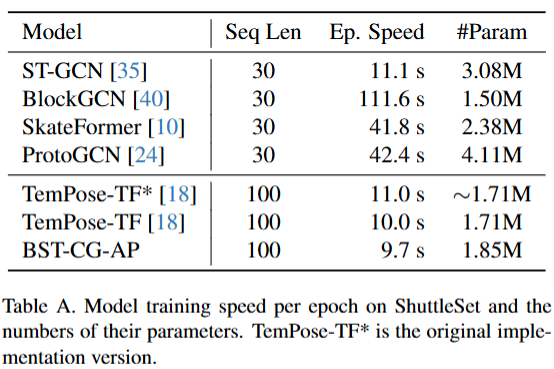 Model Seq Len Ep. Speed #Param
ST-GCN [35] 30 11.1 s 3.08M
BlockGCN [40] 30 111.6 s 1.50M
SkateFormer [10] 30 41.8 s 2.38M
ProtoGCN [24] 30 42.4 s 4.11M
TemPose-TF* [18] 100 11.0 s ~1.71M
TemPose-TF [18] 100 10.0 s 1.71M
BST-CG-AP 100 9.7 s 1.85M
Table A. Model training speed per epoch on ShuttleSet and the
numbers of their parameters. TemPose-TF* is the original imple-
mentation version.